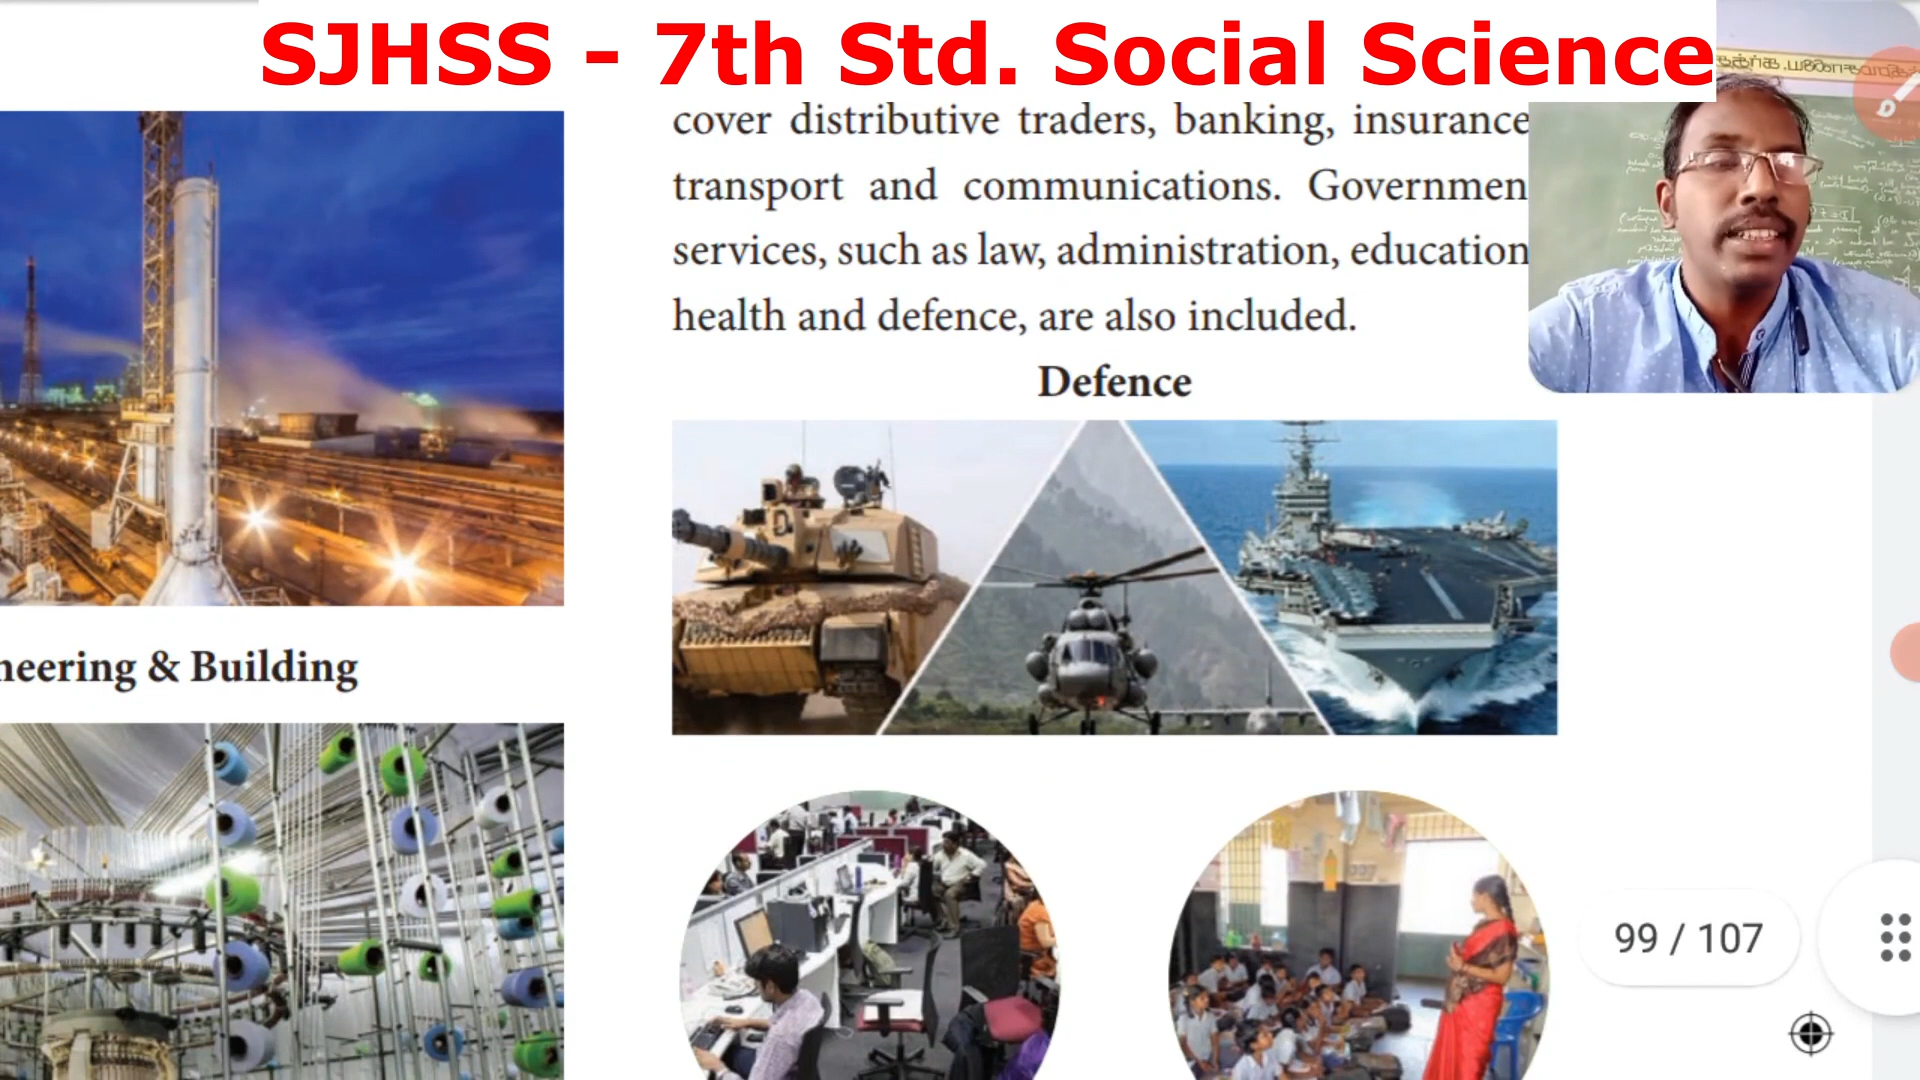 SJHSS - 7th Std. Social Science
cover distributive traders, banking, insurance
transport and communications. Governmen
services, such as law, administration, education
health and defence, are also included.
Defence
neering & Building
99 / 107